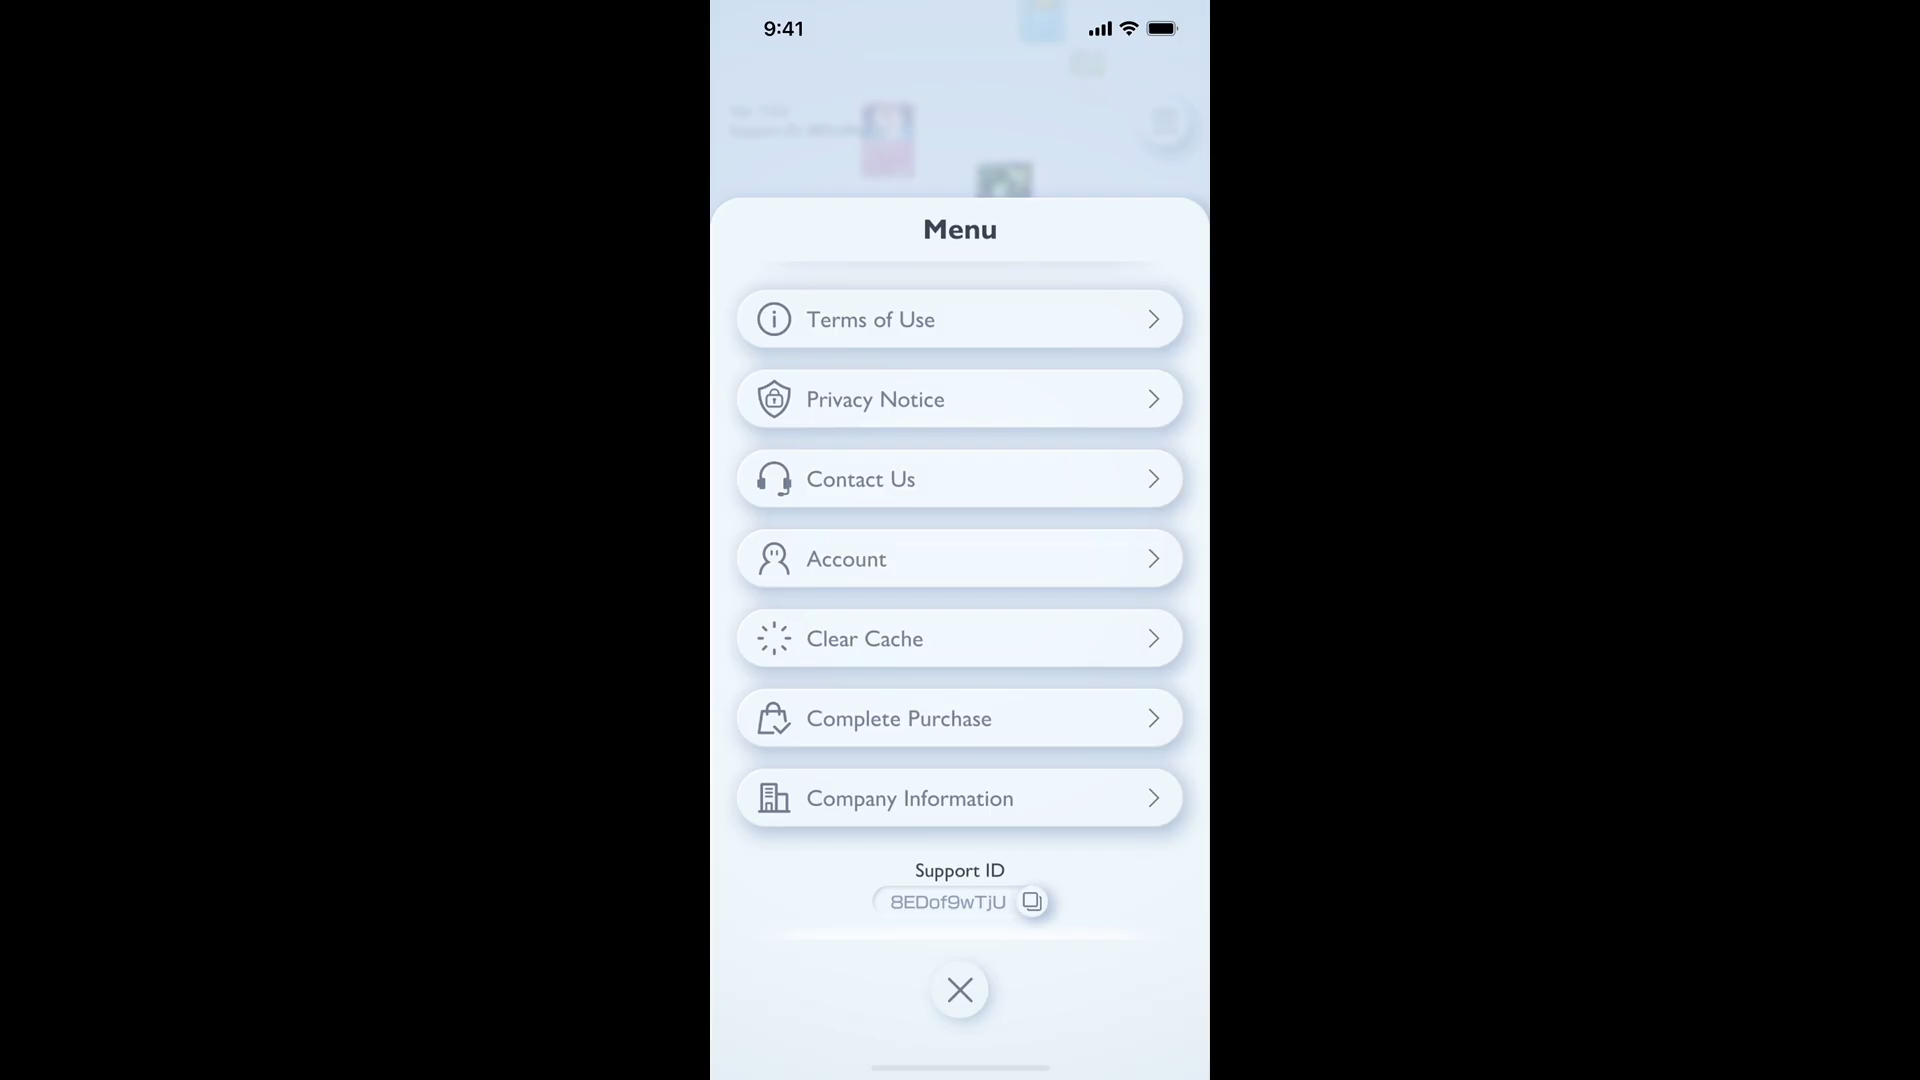 9:41
Menu
Terms of Use
Privacy Notice
Contact Us
Account
Clear Cache
Complete Purchase
Company Information
Support ID
8EDof9wTjU